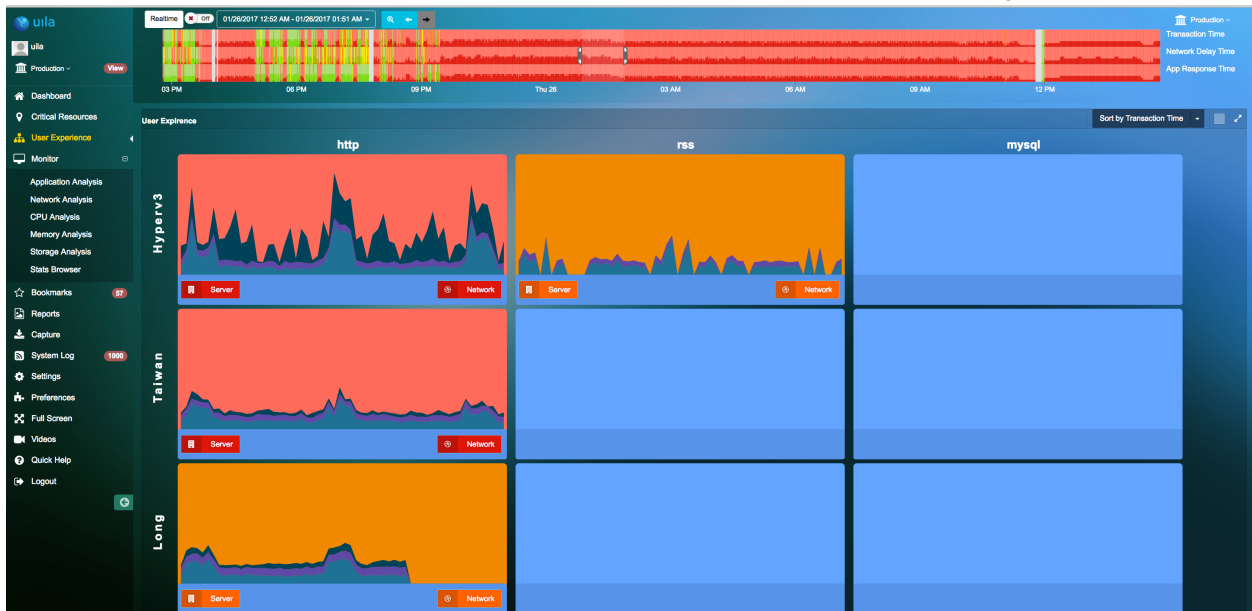 uila
Realtime Off 01/26/2017 12:52 AM - 01/26/2017 01:51 AM
Production
uila
Production View
Transaction Time
Network Delay Time
App Response Time
03 PM 06 PM 09 PM Thu 26 03 AM 06 AM 09 AM 12 PM
Dashboard
Critical Resources
User Experience
Monitor
Application Analysis
Network Analysis
CPU Analysis
Memory Analysis
Storage Analysis
Stats Browser
Bookmarks 57
Reports
Capture
System Log 1000
Settings
Preferences
Full Screen
Videos
Quick Help
Logout
User Expirence
Sort by Transaction Time
http rss mysql
Hyperv3
Server Network Server Network
Taiwan
Server Network
Long
Server Network